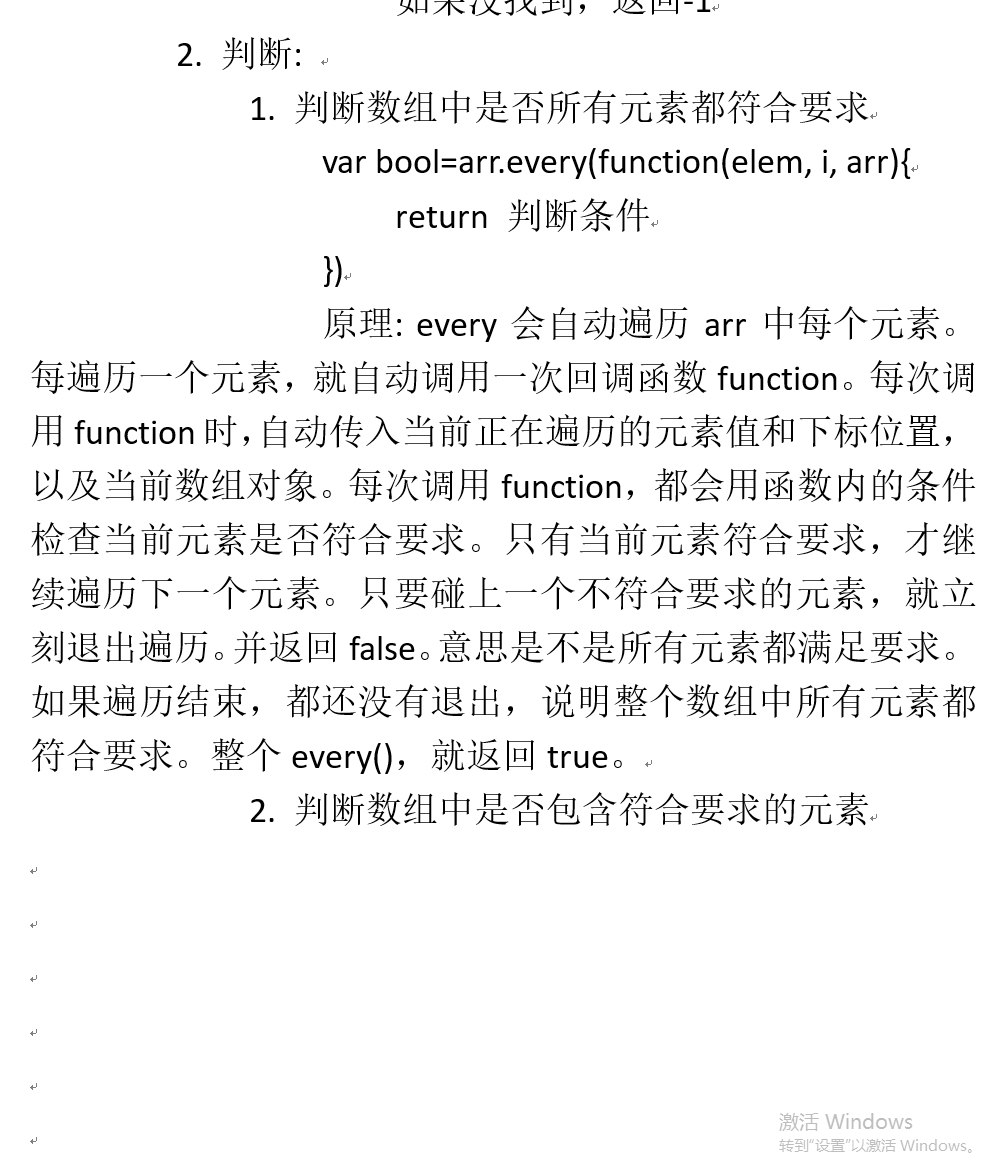 如果没找到，返回-1
2. 判断:
1. 判断数组中是否所有元素都符合要求
var bool=arr.every(function(elem, i, arr){
return 判断条件
})
原理: every 会自动遍历 arr 中每个元素。
每遍历一个元素，就自动调用一次回调函数 function。每次调
用 function 时，自动传入当前正在遍历的元素值和下标位置，
以及当前数组对象。每次调用 function，都会用函数内的条件
检查当前元素是否符合要求。只有当前元素符合要求，才继
续遍历下一个元素。只要碰上一个不符合要求的元素，就立
刻退出遍历。并返回 false。意思是不是所有元素都满足要求。
如果遍历结束，都还没有退出，说明整个数组中所有元素都
符合要求。整个 every()，就返回 true。
2. 判断数组中是否包含符合要求的元素
激活 Windows
转到“设置”以激活 Windows。